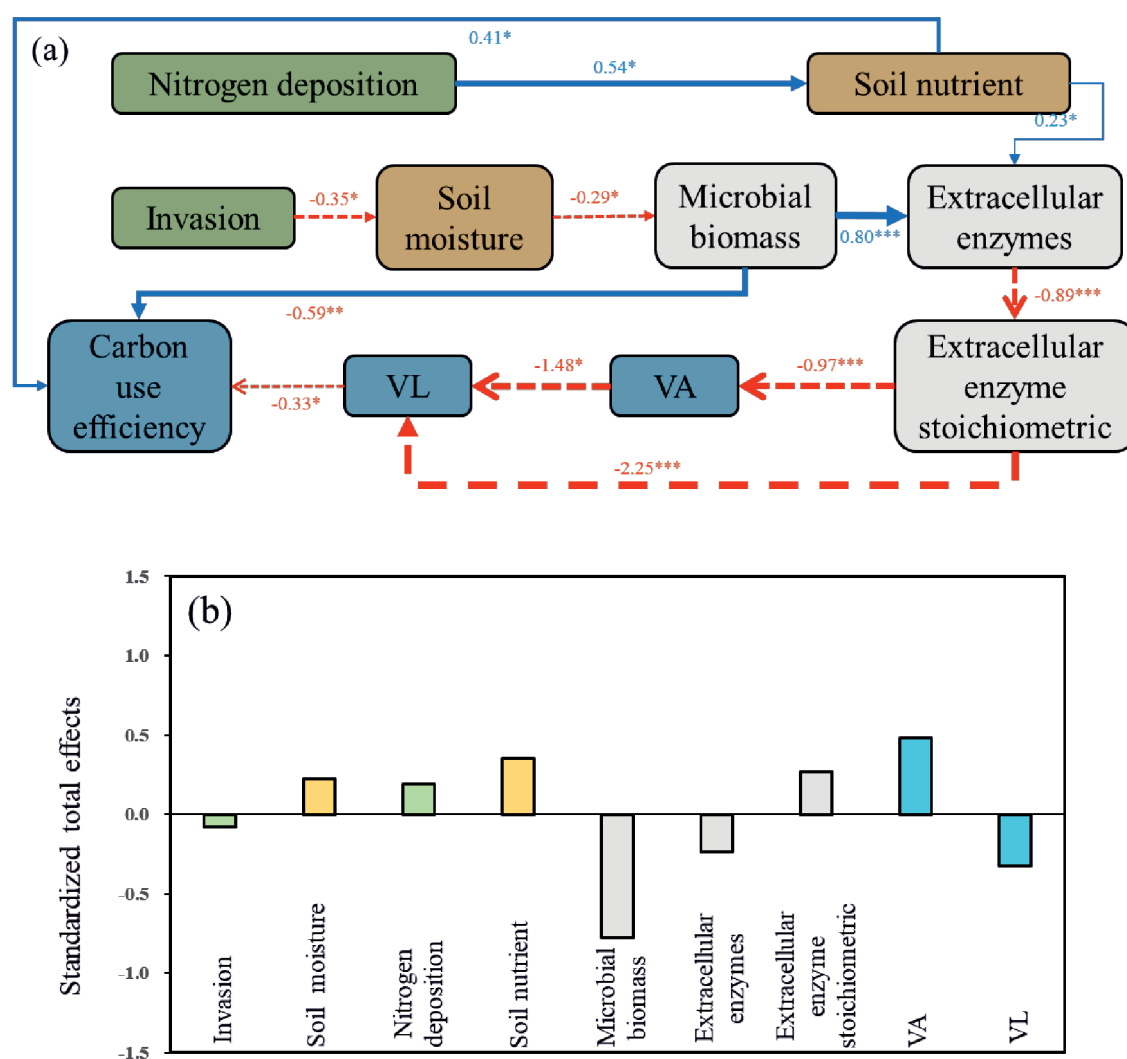 (a)
0.41*
Nitrogen deposition
0.54*
Soil nutrient
0.23*
Invasion
-0.35*
Soil
moisture
-0.29*
Microbial
biomass
0.80***
Extracellular
enzymes
-0.59**
-0.89***
Carbon
use
efficiency
-0.33*
VL
-1.48*
VA
-0.97***
Extracellular
enzyme
stoichiometric
-2.25***
(b)
Standardized total effects
1.5
1.0
0.5
0.0
-0.5
-1.0
-1.5
Invasion
Soil moisture
Nitrogen
deposition
Soil nutrient
Microbial
biomass
Extracellular
enzymes
Extracellular
enzyme
stoichiometric
VA
VL